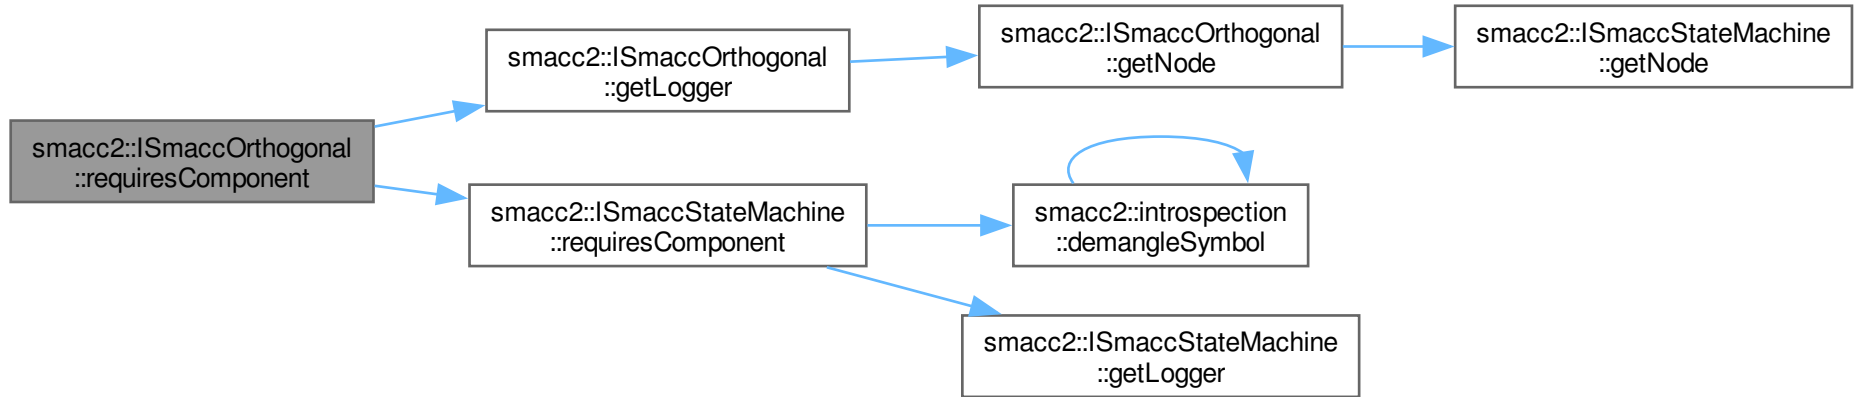 smacc2::ISmaccOrthogonal
::requiresComponent
smacc2::ISmaccOrthogonal
::getLogger
smacc2::ISmaccOrthogonal
::getNode
smacc2::ISmaccStateMachine
::getNode
smacc2::ISmaccStateMachine
::requiresComponent
smacc2::introspection
::demangleSymbol
smacc2::ISmaccStateMachine
::getLogger